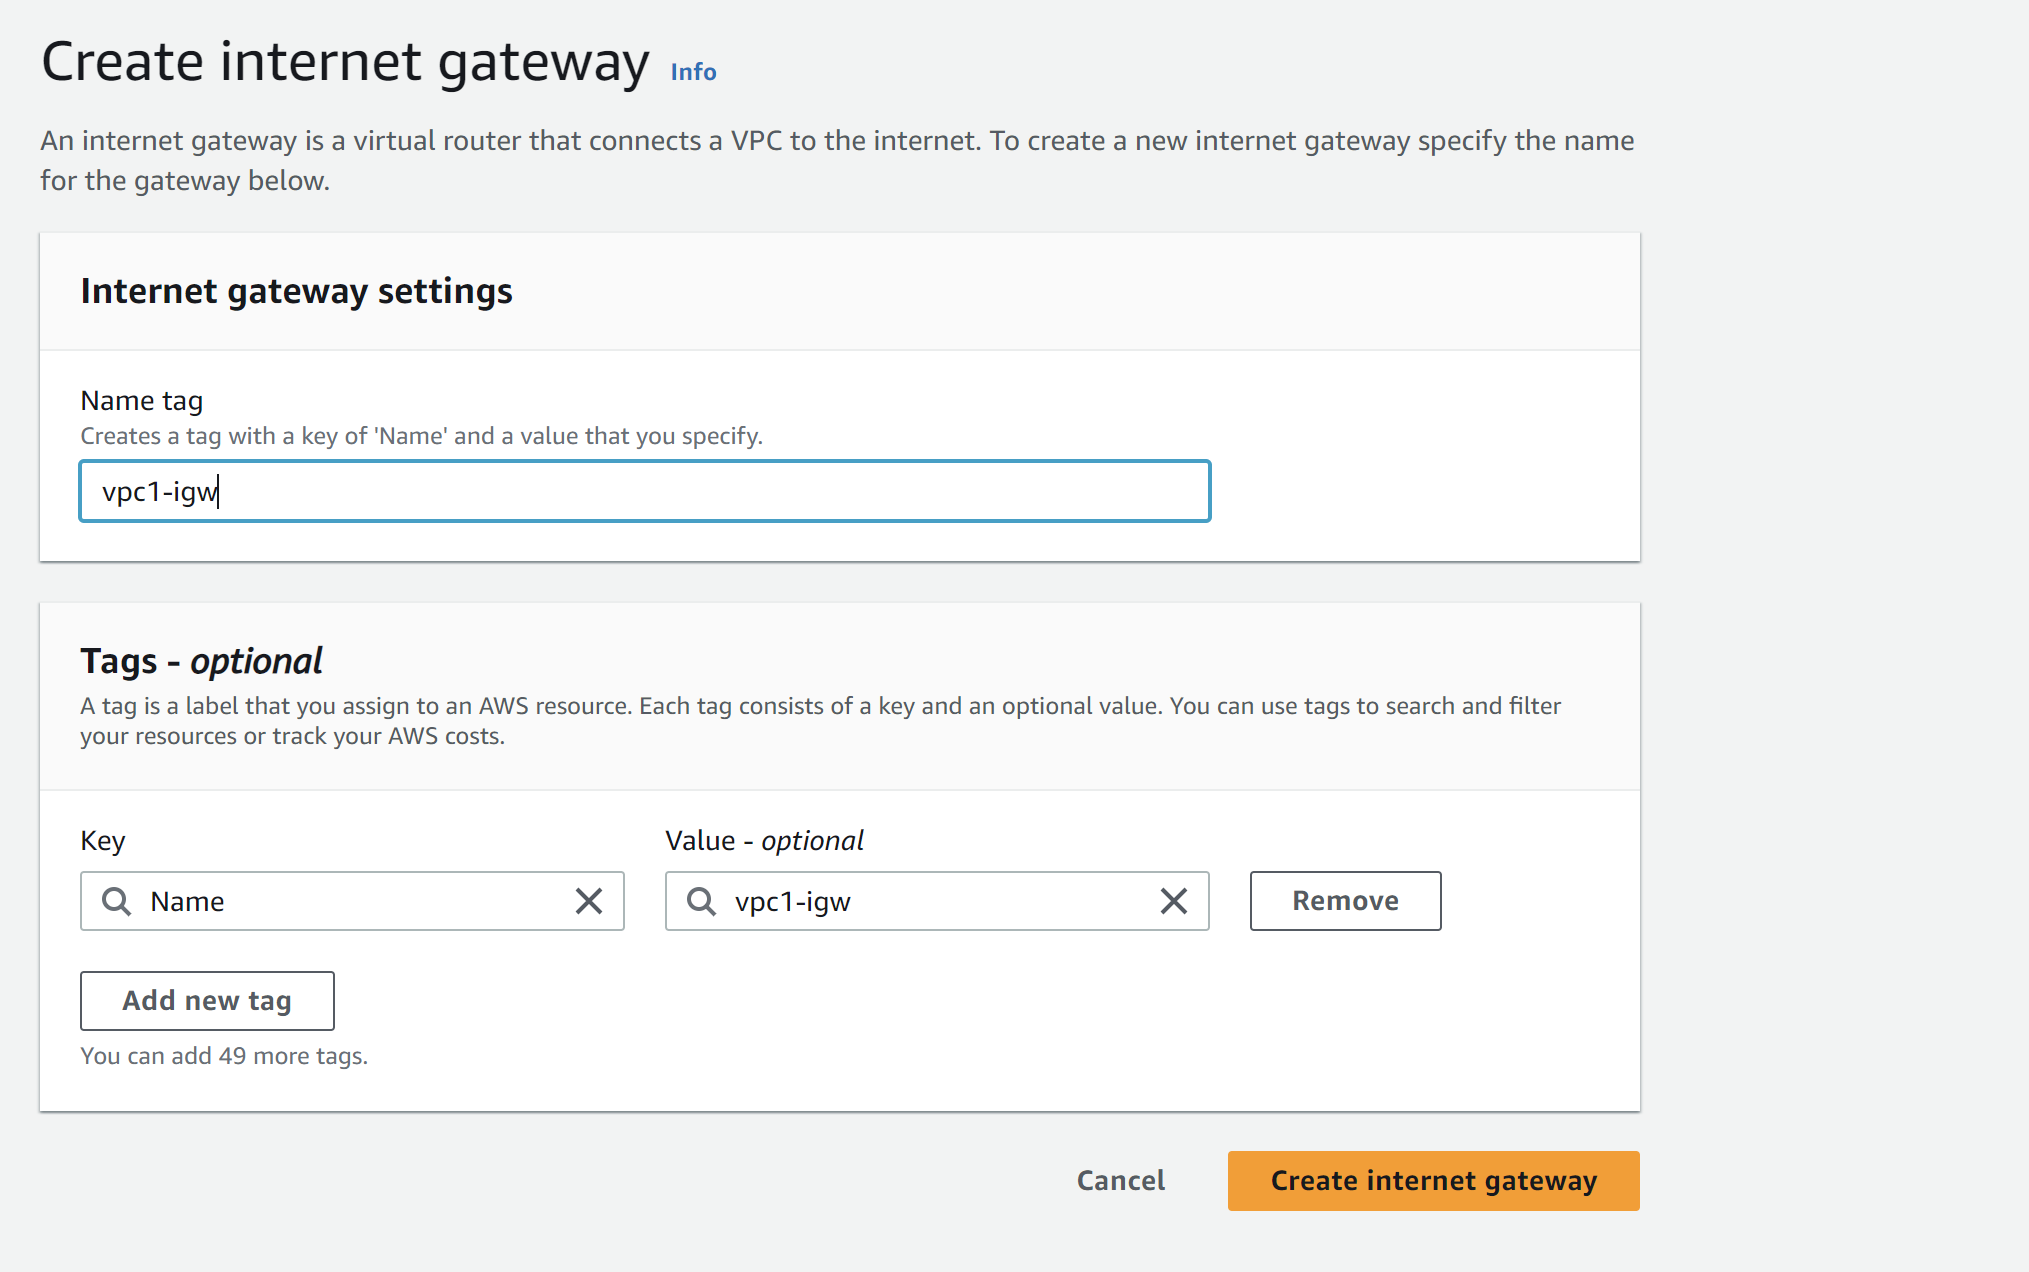 Create internet gateway Info
An internet gateway is a virtual router that connects a VPC to the internet. To create a new internet gateway specify the name
for the gateway below.
Internet gateway settings
Name tag
Creates a tag with a key of 'Name' and a value that you specify.
vpc1-igw
Tags - optional
A tag is a label that you assign to an AWS resource. Each tag consists of a key and an optional value. You can use tags to search and filter
your resources or track your AWS costs.
Key Value - optional
Name vpc1-igw Remove
Add new tag
You can add 49 more tags.
Cancel Create internet gateway